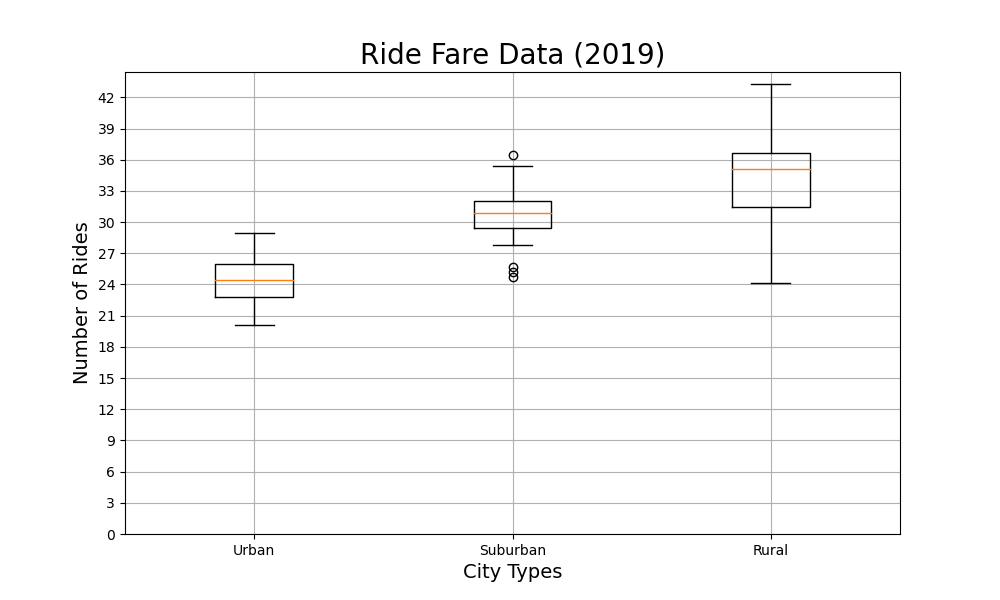 Ride Fare Data (2019)
Number of Rides
42
39
36
33
30
27
24
21
18
15
12
9
6
3
0
Urban
Suburban
Rural
City Types